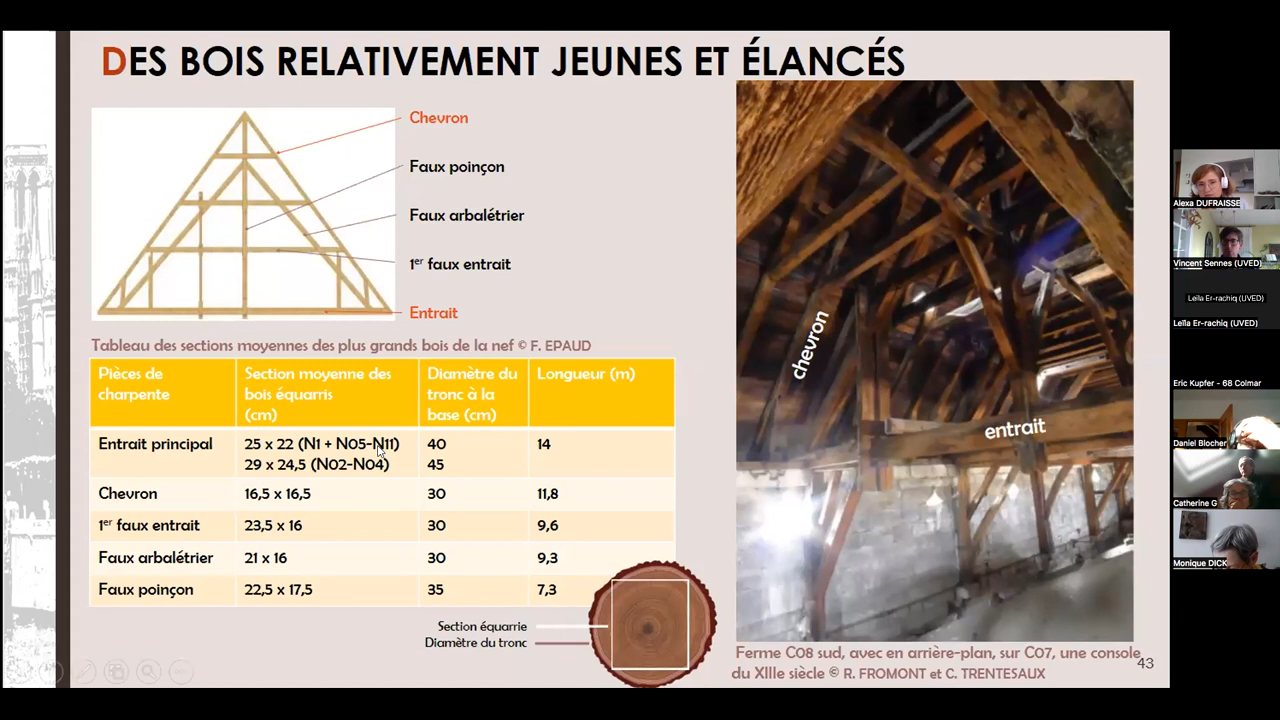 DES BOIS RELATIVEMENT JEUNES ET ÉLANCÉS
Chevron
Faux poinçon
Faux arbalétrier
1er faux entrait
Entrait
Tableau des sections moyennes des plus grands bois de la nef © F. EPAUD
Pièces de charpente
Section moyenne des bois équarris (cm)
Diamètre du tronc à la base (cm)
Longueur (m)
Entrait principal
25 x 22 (N1 + N05-N11)
29 x 24,5 (N02-N04)
40
45
14
Chevron
16,5 x 16,5
30
11,8
1er faux entrait
23,5 x 16
30
9,6
Faux arbalétrier
21 x 16
30
9,3
Faux poinçon
22,5 x 17,5
35
7,3
Section équarrie
Diamètre du tronc
chevron
entrait
Ferme C08 sud, avec en arrière-plan, sur C07, une console
du XIIIe siècle © R. FROMONT et C. TRENTESAUX
43
Alexa DUFRAISSE
Vincent Sennes (UVED)
Leïla Er-rachiq (UVED)
Leïla Er-rachiq (UVED)
Eric Kupfer - 68 Colmar
Daniel Blocher
Catherine G
Monique DICK